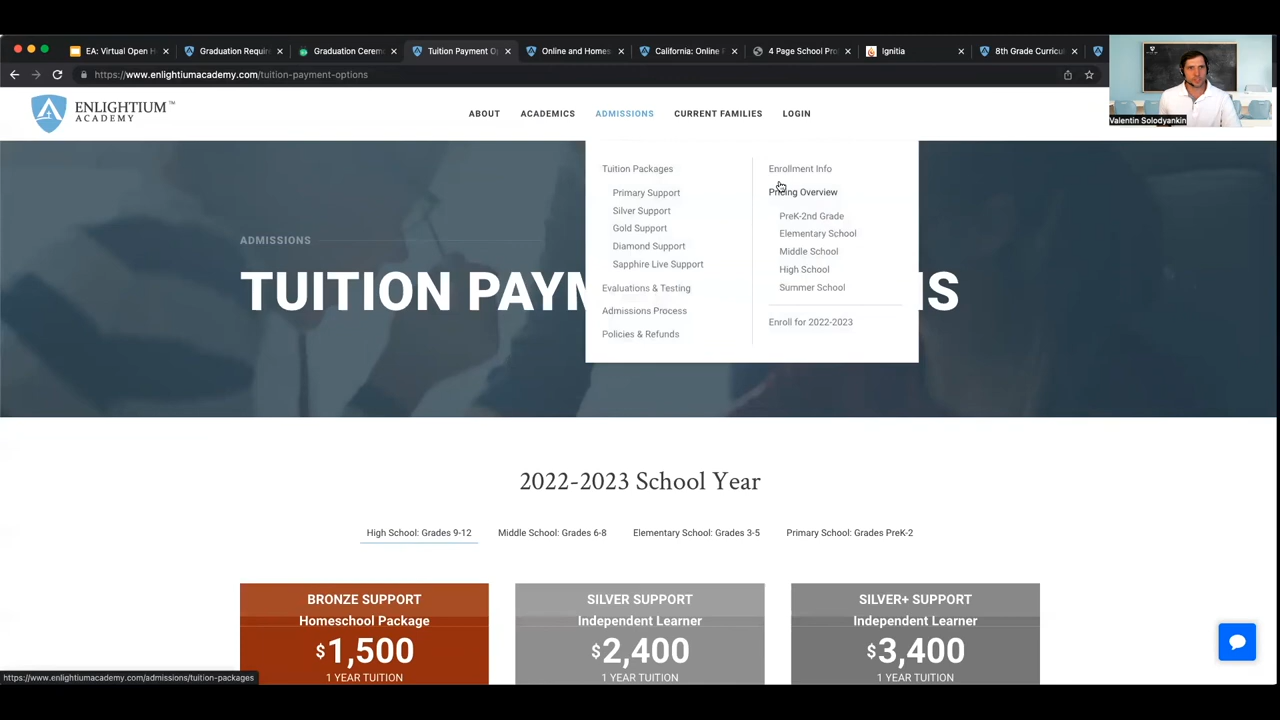 EA: Virtual Open H
Graduation Requir
Graduation Cerem
Tuition Payment O
Online and Homes
California: Online P
4 Page School Pro
Ignitia
8th Grade Curricu
https://www.enlightiumacademy.com/tuition-payment-options
Valentin Solodyankin
ENLIGHTIUM™
ACADEMY
ABOUT
ACADEMICS
ADMISSIONS
CURRENT FAMILIES
LOGIN
Tuition Packages
Primary Support
Silver Support
Gold Support
Diamond Support
Sapphire Live Support
Evaluations & Testing
Admissions Process
Policies & Refunds
Enrollment Info
Pricing Overview
PreK-2nd Grade
Elementary School
Middle School
High School
Summer School
Enroll for 2022-2023
ADMISSIONS
TUITION PAYM
S
2022-2023 School Year
High School: Grades 9-12
Middle School: Grades 6-8
Elementary School: Grades 3-5
Primary School: Grades PreK-2
BRONZE SUPPORT
Homeschool Package
$1,500
1 YEAR TUITION
SILVER SUPPORT
Independent Learner
$2,400
1 YEAR TUITION
SILVER+ SUPPORT
Independent Learner
$3,400
1 YEAR TUITION
https://www.enlightiumacademy.com/admissions/tuition-packages